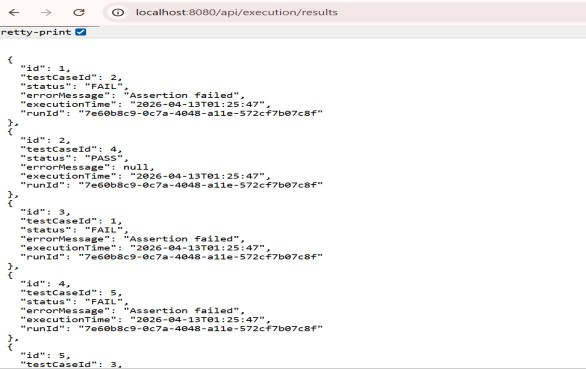 localhost:8080/api/execution/results
retty-print
{
"id": 1,
"testCaseId": 2,
"status": "FAIL",
"errorMessage": "Assertion failed",
"executionTime": "2026-04-13T01:25:47",
"runId": "7e60b8c9-0c7a-4048-a11e-572cf7b07c8f"
},
{
"id": 2,
"testCaseId": 4,
"status": "PASS",
"errorMessage": null,
"executionTime": "2026-04-13T01:25:47",
"runId": "7e60b8c9-0c7a-4048-a11e-572cf7b07c8f"
},
{
"id": 3,
"testCaseId": 1,
"status": "FAIL",
"errorMessage": "Assertion failed",
"executionTime": "2026-04-13T01:25:47",
"runId": "7e60b8c9-0c7a-4048-a11e-572cf7b07c8f"
},
{
"id": 4,
"testCaseId": 5,
"status": "FAIL",
"errorMessage": "Assertion failed",
"executionTime": "2026-04-13T01:25:47",
"runId": "7e60b8c9-0c7a-4048-a11e-572cf7b07c8f"
},
{
"id": 5,
"testCaseId": 3,